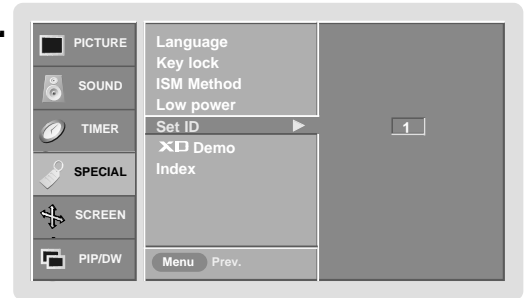 PICTURE
SOUND
TIMER
SPECIAL
SCREEN
PIP/DW
Language
Key lock
ISM Method
Low power
Set ID
XD Demo
Index
1
Menu Prev.